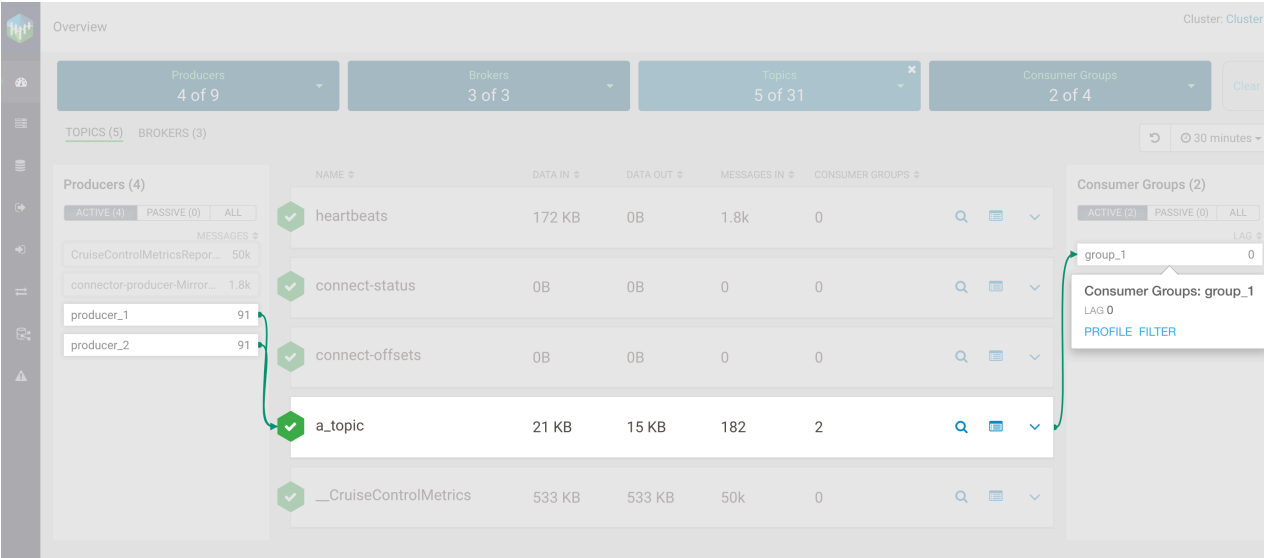 Overview
Cluster: Cluster
Producers
4 of 9
Brokers
3 of 3
Topics
5 of 31
Consumer Groups
2 of 4
Clear
TOPICS (5) BROKERS (3)
30 minutes
Producers (4)
ACTIVE (4) PASSIVE (0) ALL
MESSAGES
CruiseControlMetricsRepor... 50k
connector-producer-Mirror... 1.8k
producer_1 91
producer_2 91
NAME DATA IN DATA OUT MESSAGES IN CONSUMER GROUPS
heartbeats 172 KB 0B 1.8k 0
connect-status 0B 0B 0 0
connect-offsets 0B 0B 0 0
a_topic 21 KB 15 KB 182 2
__CruiseControlMetrics 533 KB 533 KB 50k 0
Consumer Groups (2)
ACTIVE (2) PASSIVE (0) ALL
LAG
group_1 0
Consumer Groups: group_1
LAG 0
PROFILE FILTER